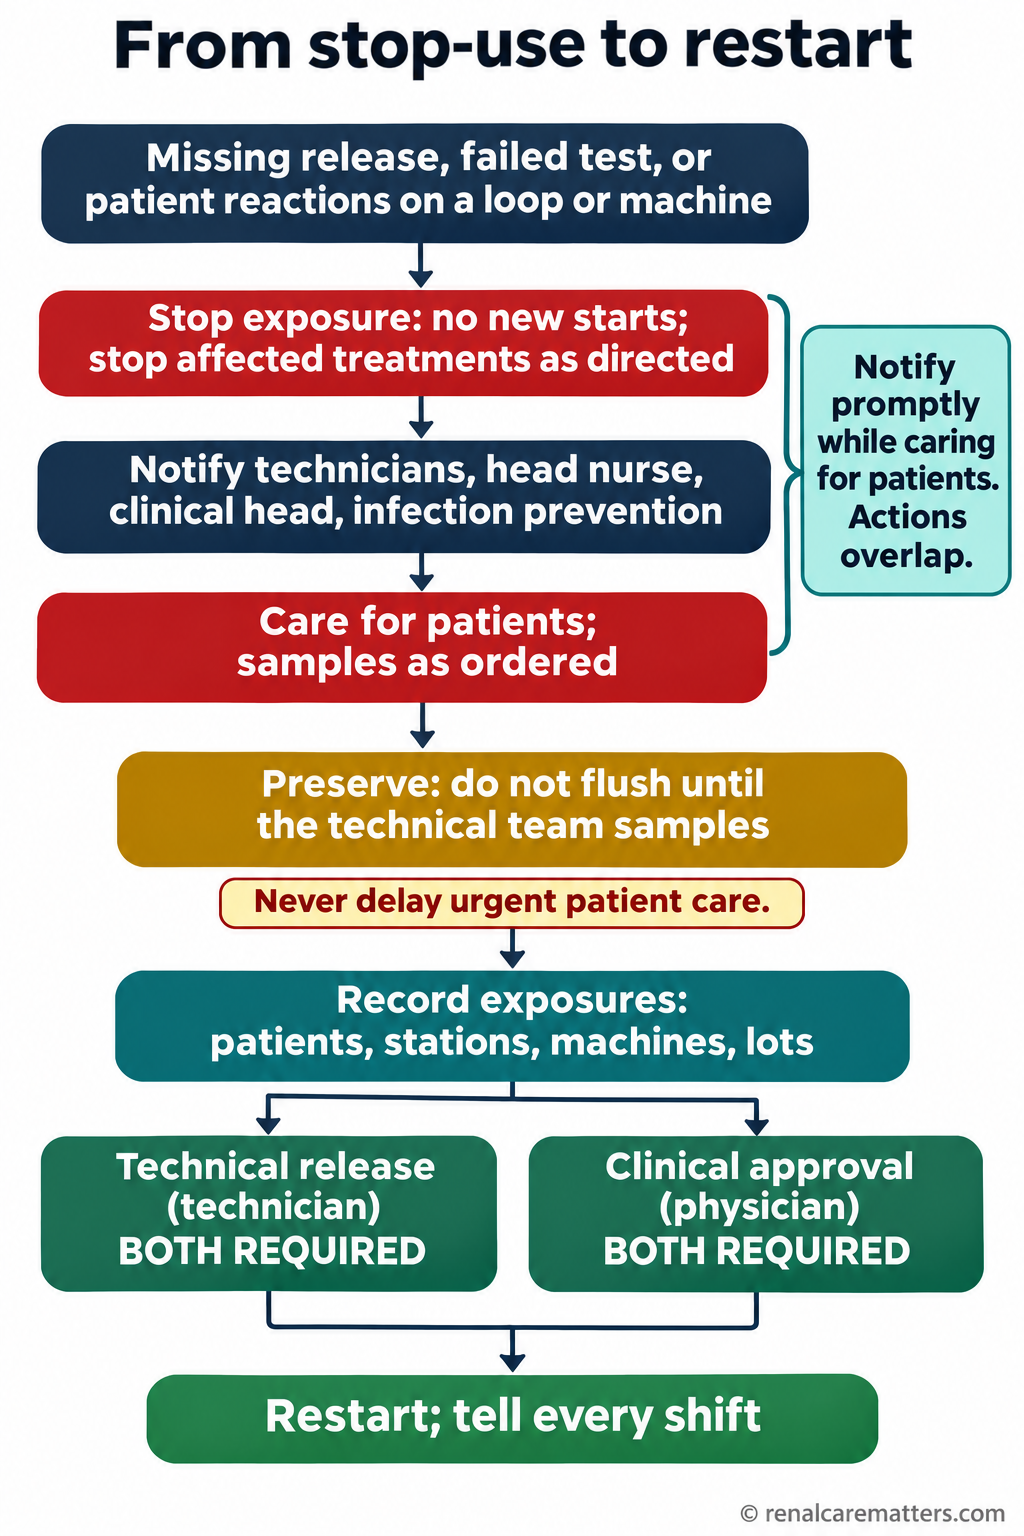 From stop-use to restart
Missing release, failed test, or
patient reactions on a loop or machine
Stop exposure: no new starts;
stop affected treatments as directed
Notify
promptly
while caring
for patients.
Actions
overlap.
Notify technicians, head nurse,
clinical head, infection prevention
Care for patients;
samples as ordered
Preserve: do not flush until
the technical team samples
Never delay urgent patient care.
Record exposures:
patients, stations, machines, lots
Technical release
(technician)
BOTH REQUIRED
Clinical approval
(physician)
BOTH REQUIRED
Restart; tell every shift
© renalcarematters.com